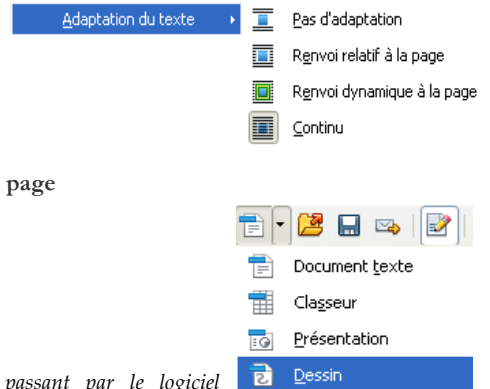 Adaptation du texte
Pas d'adaptation
Renvoi relatif à la page
Renvoi dynamique à la page
Continu
page
Document texte
Classeur
Présentation
passant par le logiciel Dessin